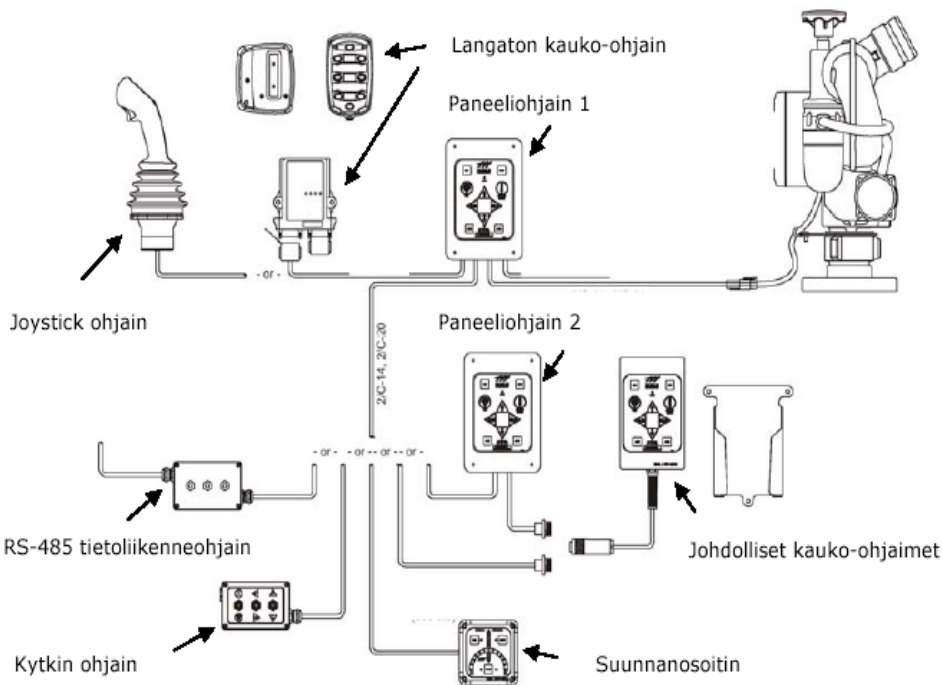 Langaton kauko-ohjain
Paneeliohjain 1
- or -
Joystick ohjain
Paneeliohjain 2
2/C-14, 2/C-20
- or - - or - or -- or -
RS-485 tietoliikenneohjain
Johdolliset kauko-ohjaimet
Kytkin ohjain
Suunnanosoitin